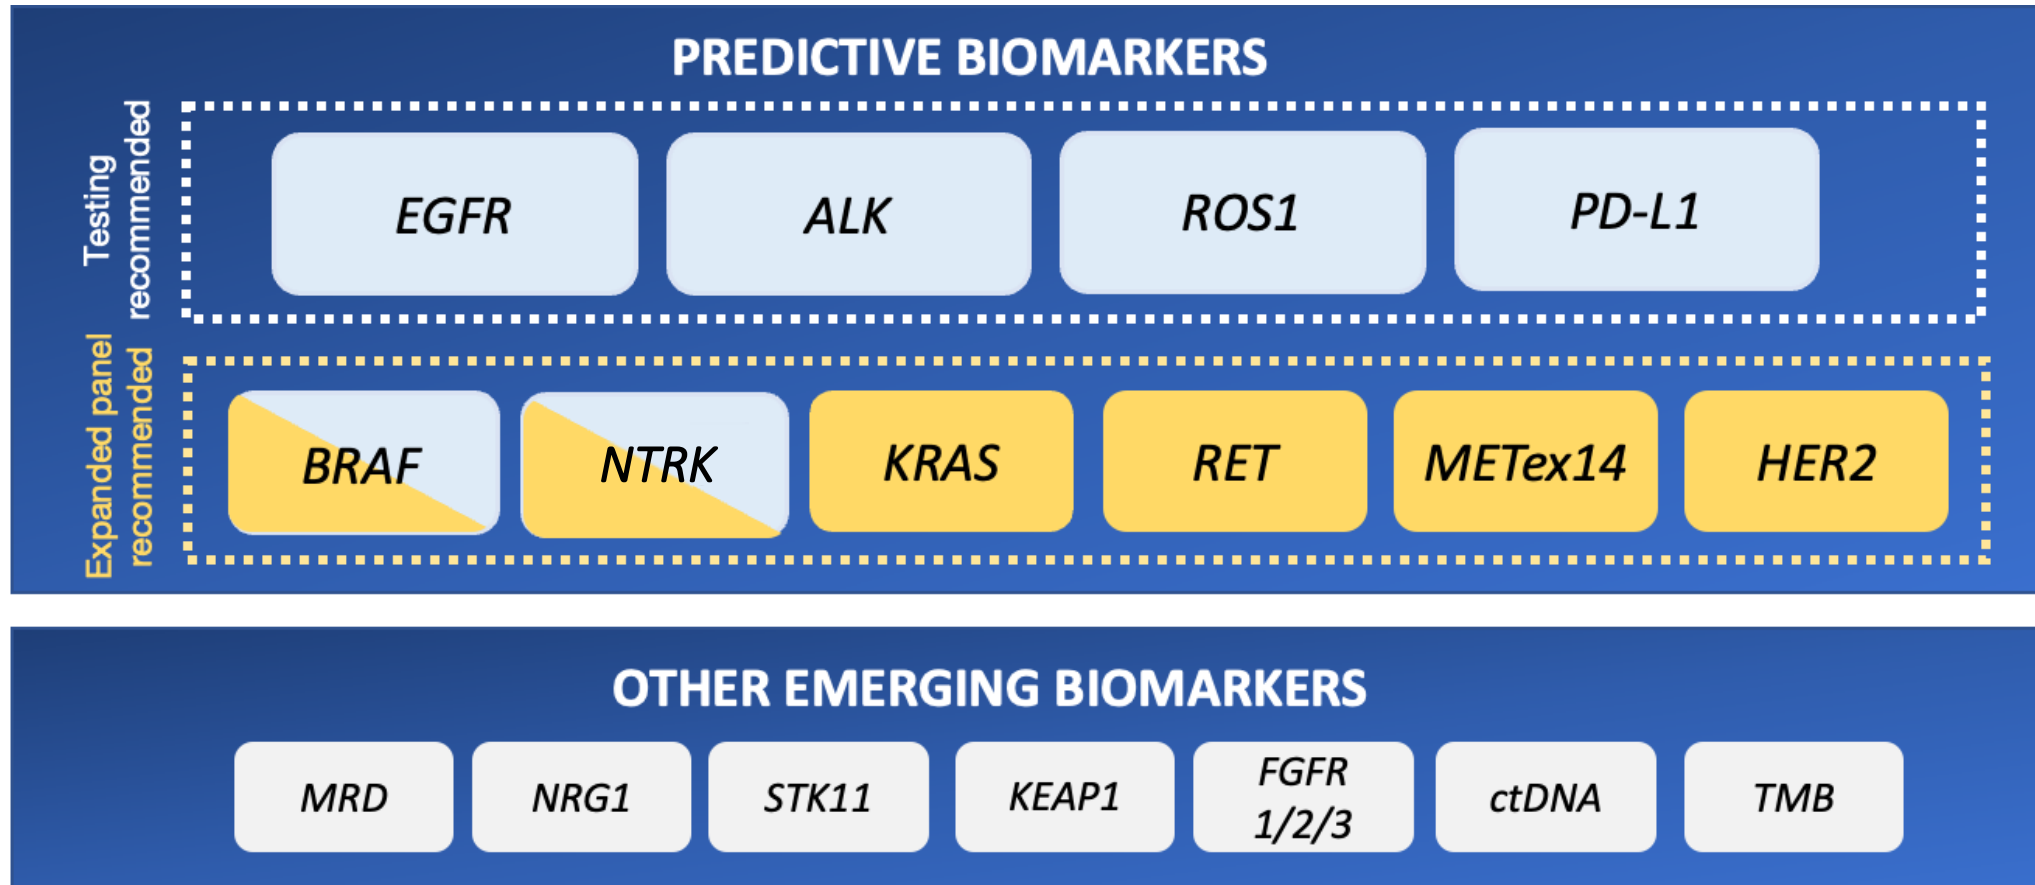 PREDICTIVE BIOMARKERS
Testing
recommended
EGFR
ALK
ROS1
PD-L1
Expanded panel
recommended
BRAF
NTRK
KRAS
RET
METex14
HER2
OTHER EMERGING BIOMARKERS
MRD
NRG1
STK11
KEAP1
FGFR
1/2/3
ctDNA
TMB